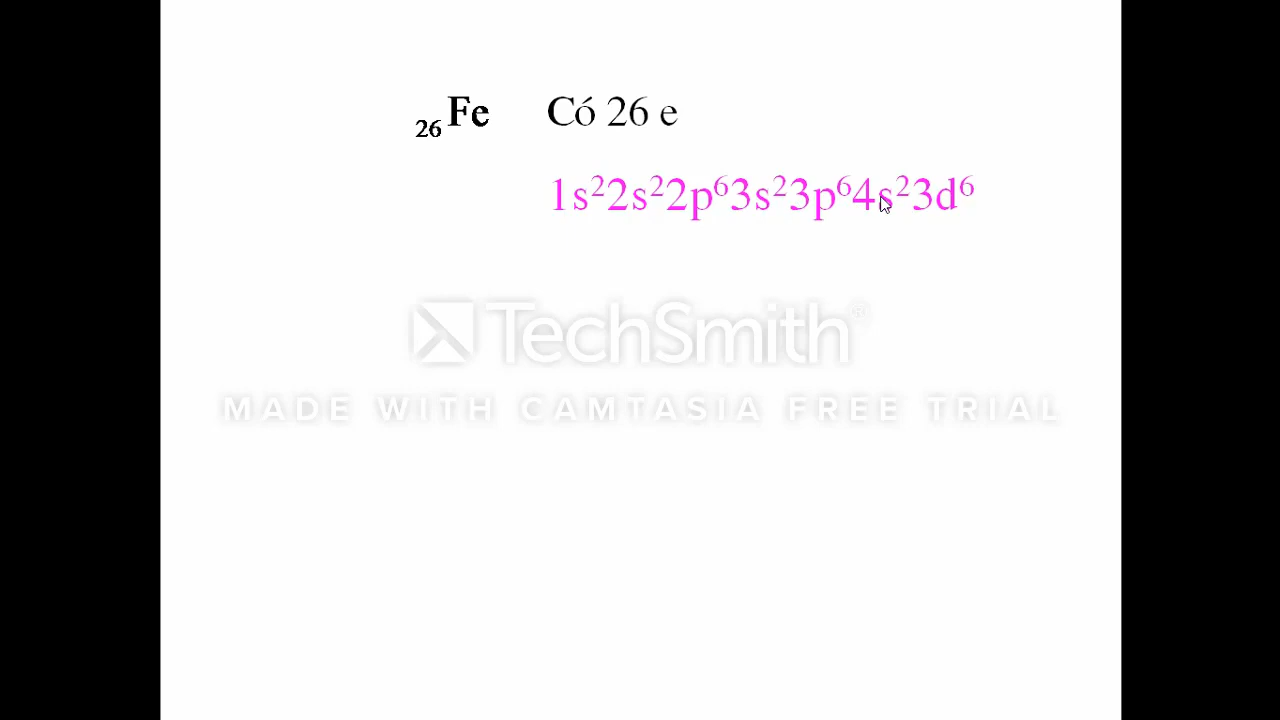 ₂₆Fe Có 26 e
1s²2s²2p⁶3s²3p⁶4s²3d⁶
TechSmith®
MADE WITH CAMTASIA FREE TRIAL